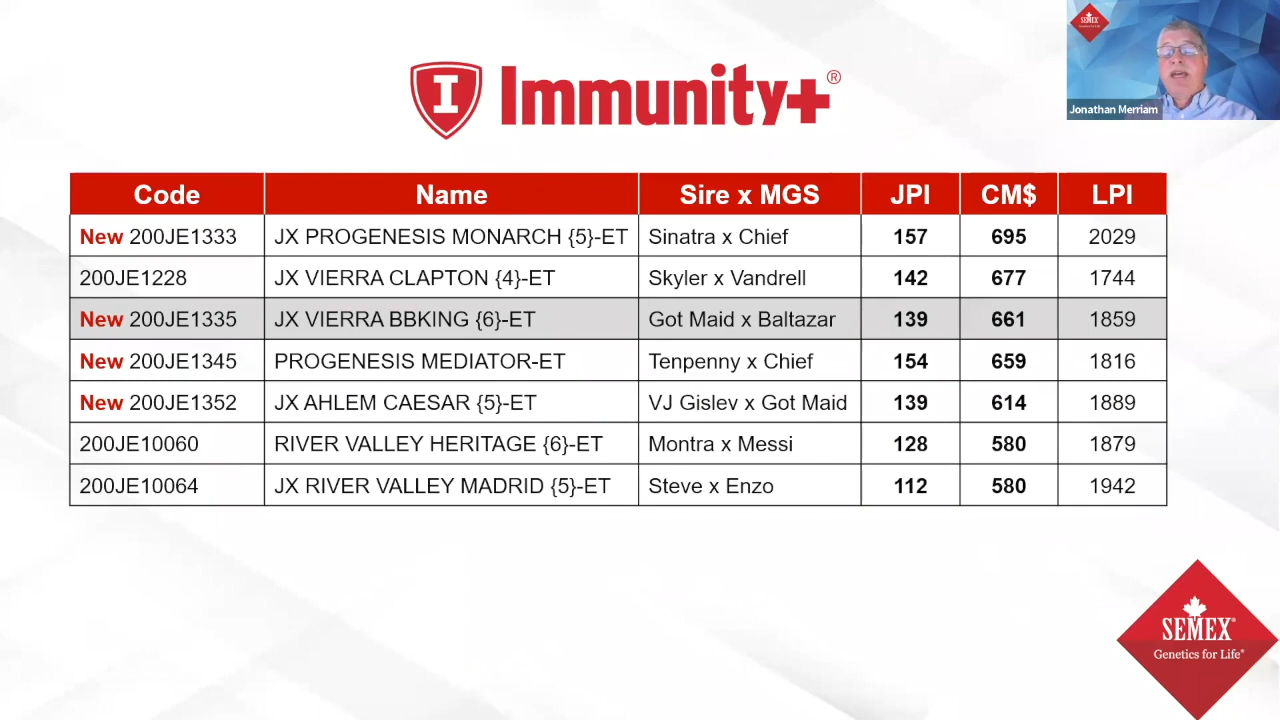 SEMEX
Genetics for Life
Jonathan Merriam
I Immunity+®
Code Name Sire x MGS JPI CM$ LPI
New 200JE1333 JX PROGENESIS MONARCH {5}-ET Sinatra x Chief 157 695 2029
200JE1228 JX VIERRA CLAPTON {4}-ET Skyler x Vandrell 142 677 1744
New 200JE1335 JX VIERRA BBKING {6}-ET Got Maid x Baltazar 139 661 1859
New 200JE1345 PROGENESIS MEDIATOR-ET Tenpenny x Chief 154 659 1816
New 200JE1352 JX AHLEM CAESAR {5}-ET VJ Gislev x Got Maid 139 614 1889
200JE10060 RIVER VALLEY HERITAGE {6}-ET Montra x Messi 128 580 1879
200JE10064 JX RIVER VALLEY MADRID {5}-ET Steve x Enzo 112 580 1942
SEMEX®
Genetics for Life®